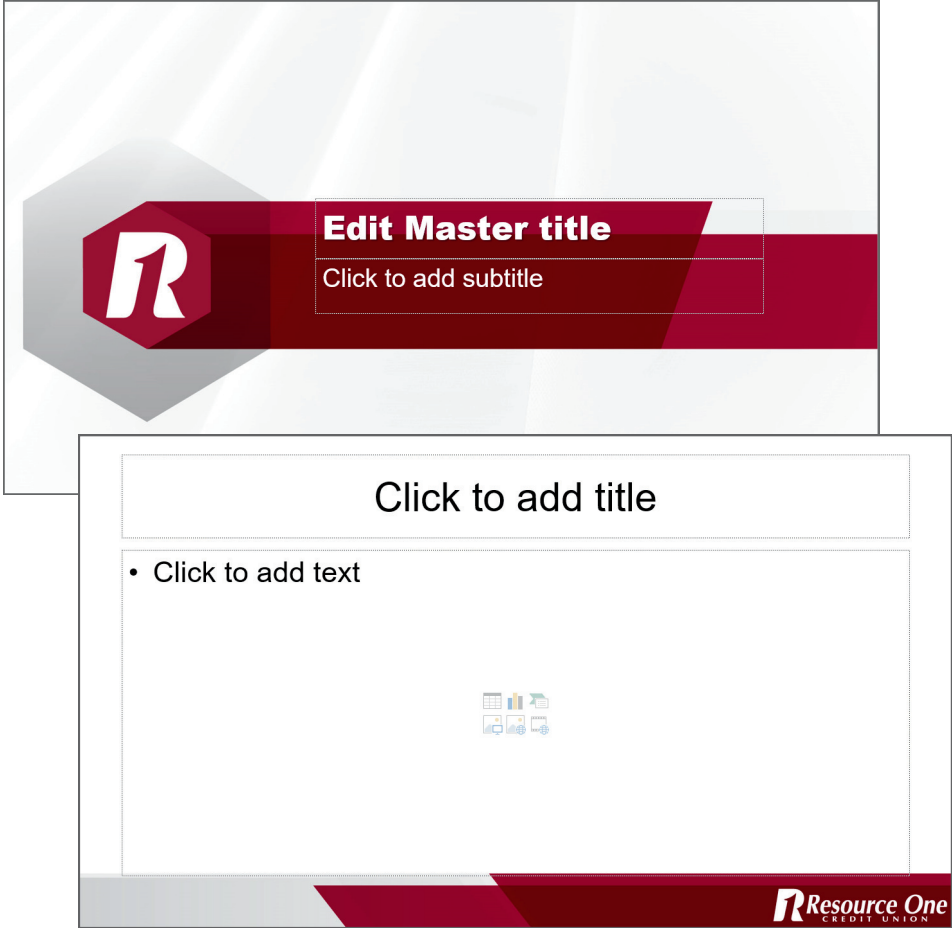 R
Edit Master title
Click to add subtitle
Click to add title
• Click to add text
Resource One
CREDIT UNION